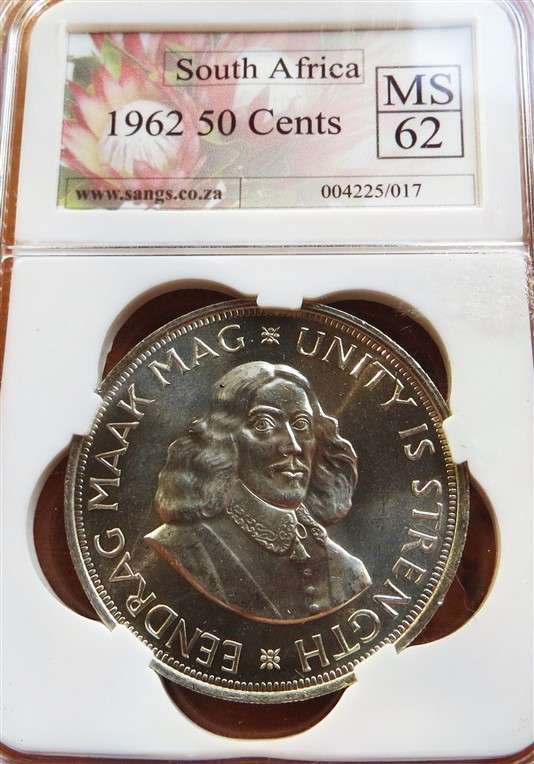 South Africa
MS
62
1962 50 Cents
www.sangs.co.za
004225/017
EENDRAG MAAK MAG ※ UNITY IS STRENGTH ※